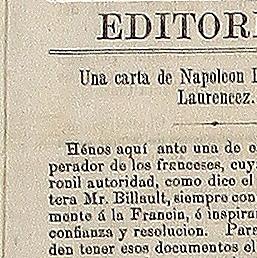 EDITORI
Una carta de Napoleon I
Laurencez.
Hénos aquí ante una de e
perador de los franceses, cuy
ronil autoridad, como dice el
tera Mr. Billault, siempre con
mente á la Francia, é inspira
confianza y resolucion. Para
den tener esos documentos el